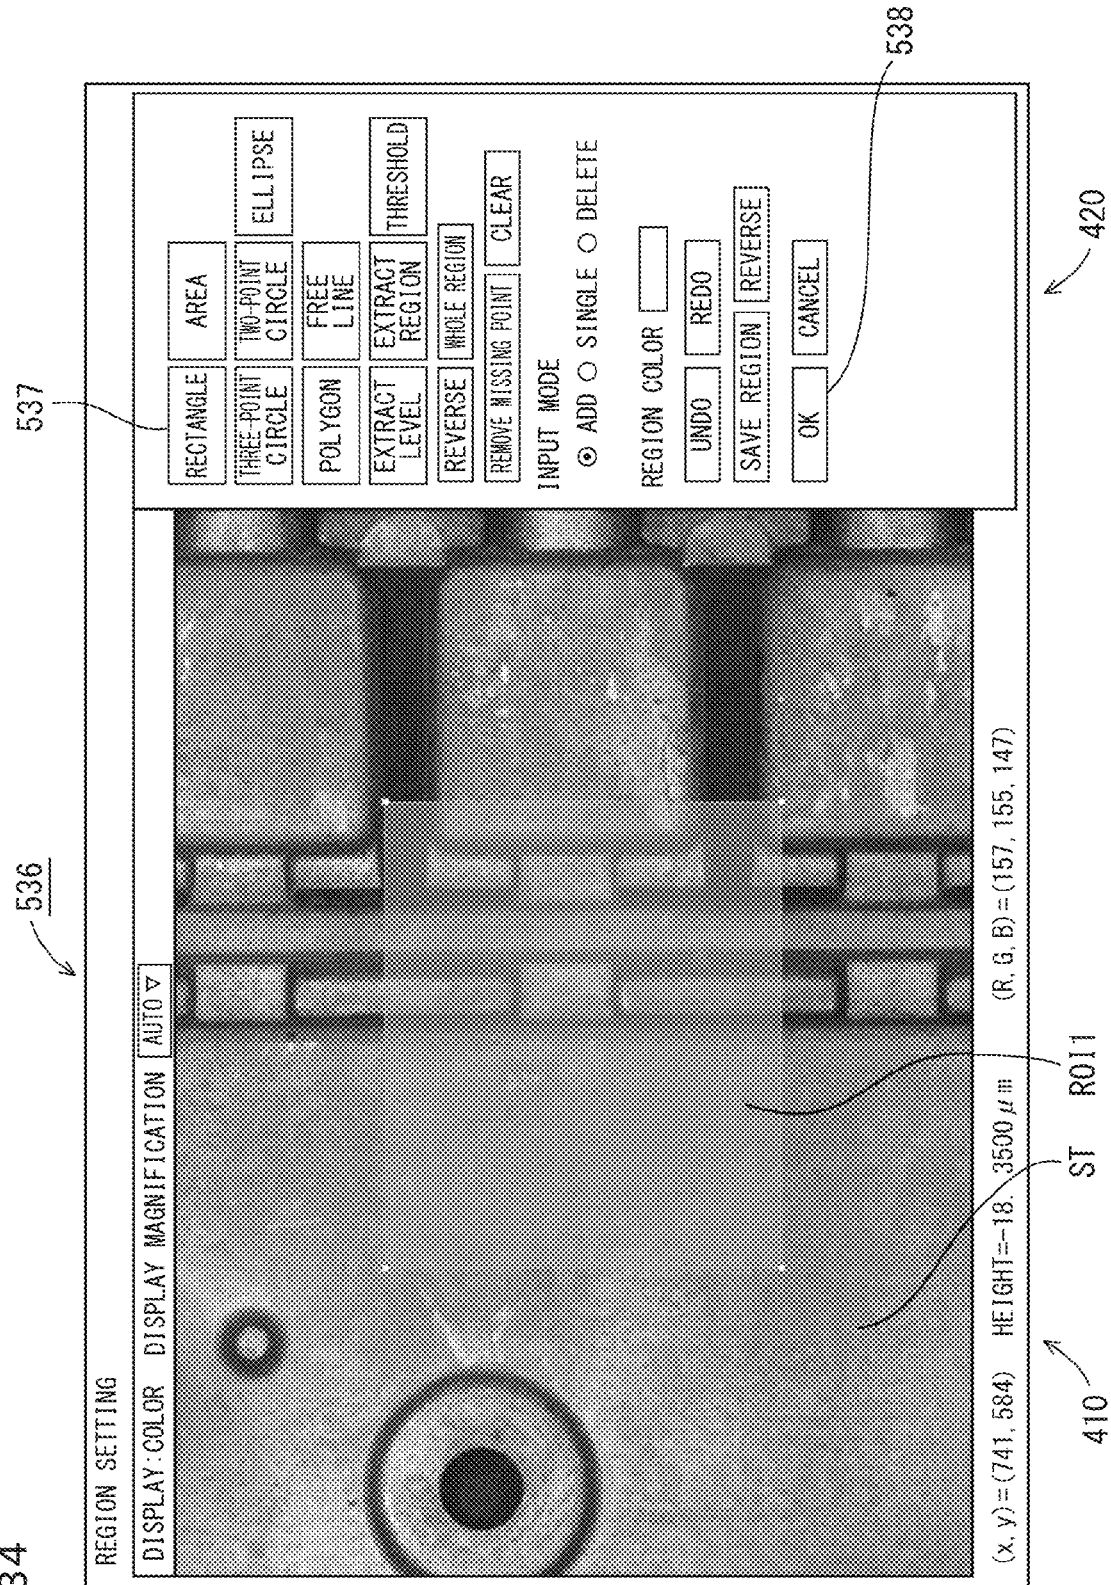 34
536
537
REGION SETTING
DISPLAY:COLOR DISPLAY MAGNIFICATION AUTO ▽
RECTANGLE AREA
THREE-POINT CIRCLE TWO-POINT CIRCLE ELLIPSE
POLYGON FREE LINE
EXTRACT LEVEL EXTRACT REGION THRESHOLD
REVERSE WHOLE REGION
REMOVE MISSING POINT CLEAR
INPUT MODE
◉ ADD ○ SINGLE ○ DELETE
REGION COLOR
UNDO REDO
SAVE REGION REVERSE
OK CANCEL
538
(x, y)=(741, 584) HEIGHT=-18. 3500μm (R, G, B)=(157, 155, 147)
410
ST
ROI1
420